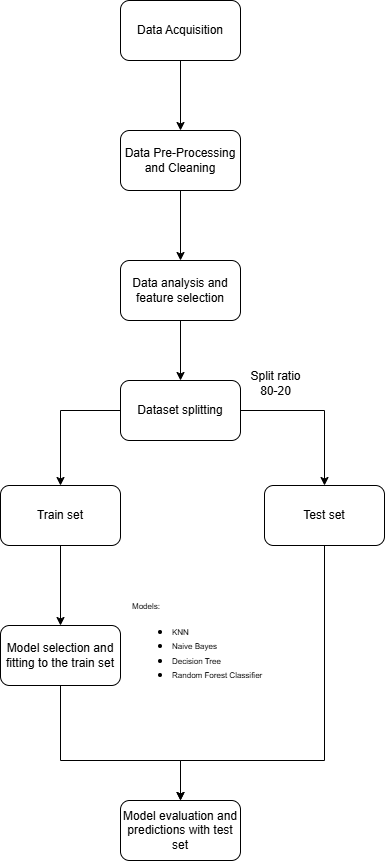 Data Acquisition
Data Pre-Processing
and Cleaning
Data analysis and
feature selection
Split ratio
80-20
Dataset splitting
Train set
Test set
Models:
KNN
Naive Bayes
Decision Tree
Random Forest Classifier
Model selection and
fitting to the train set
Model evaluation and
predictions with test
set